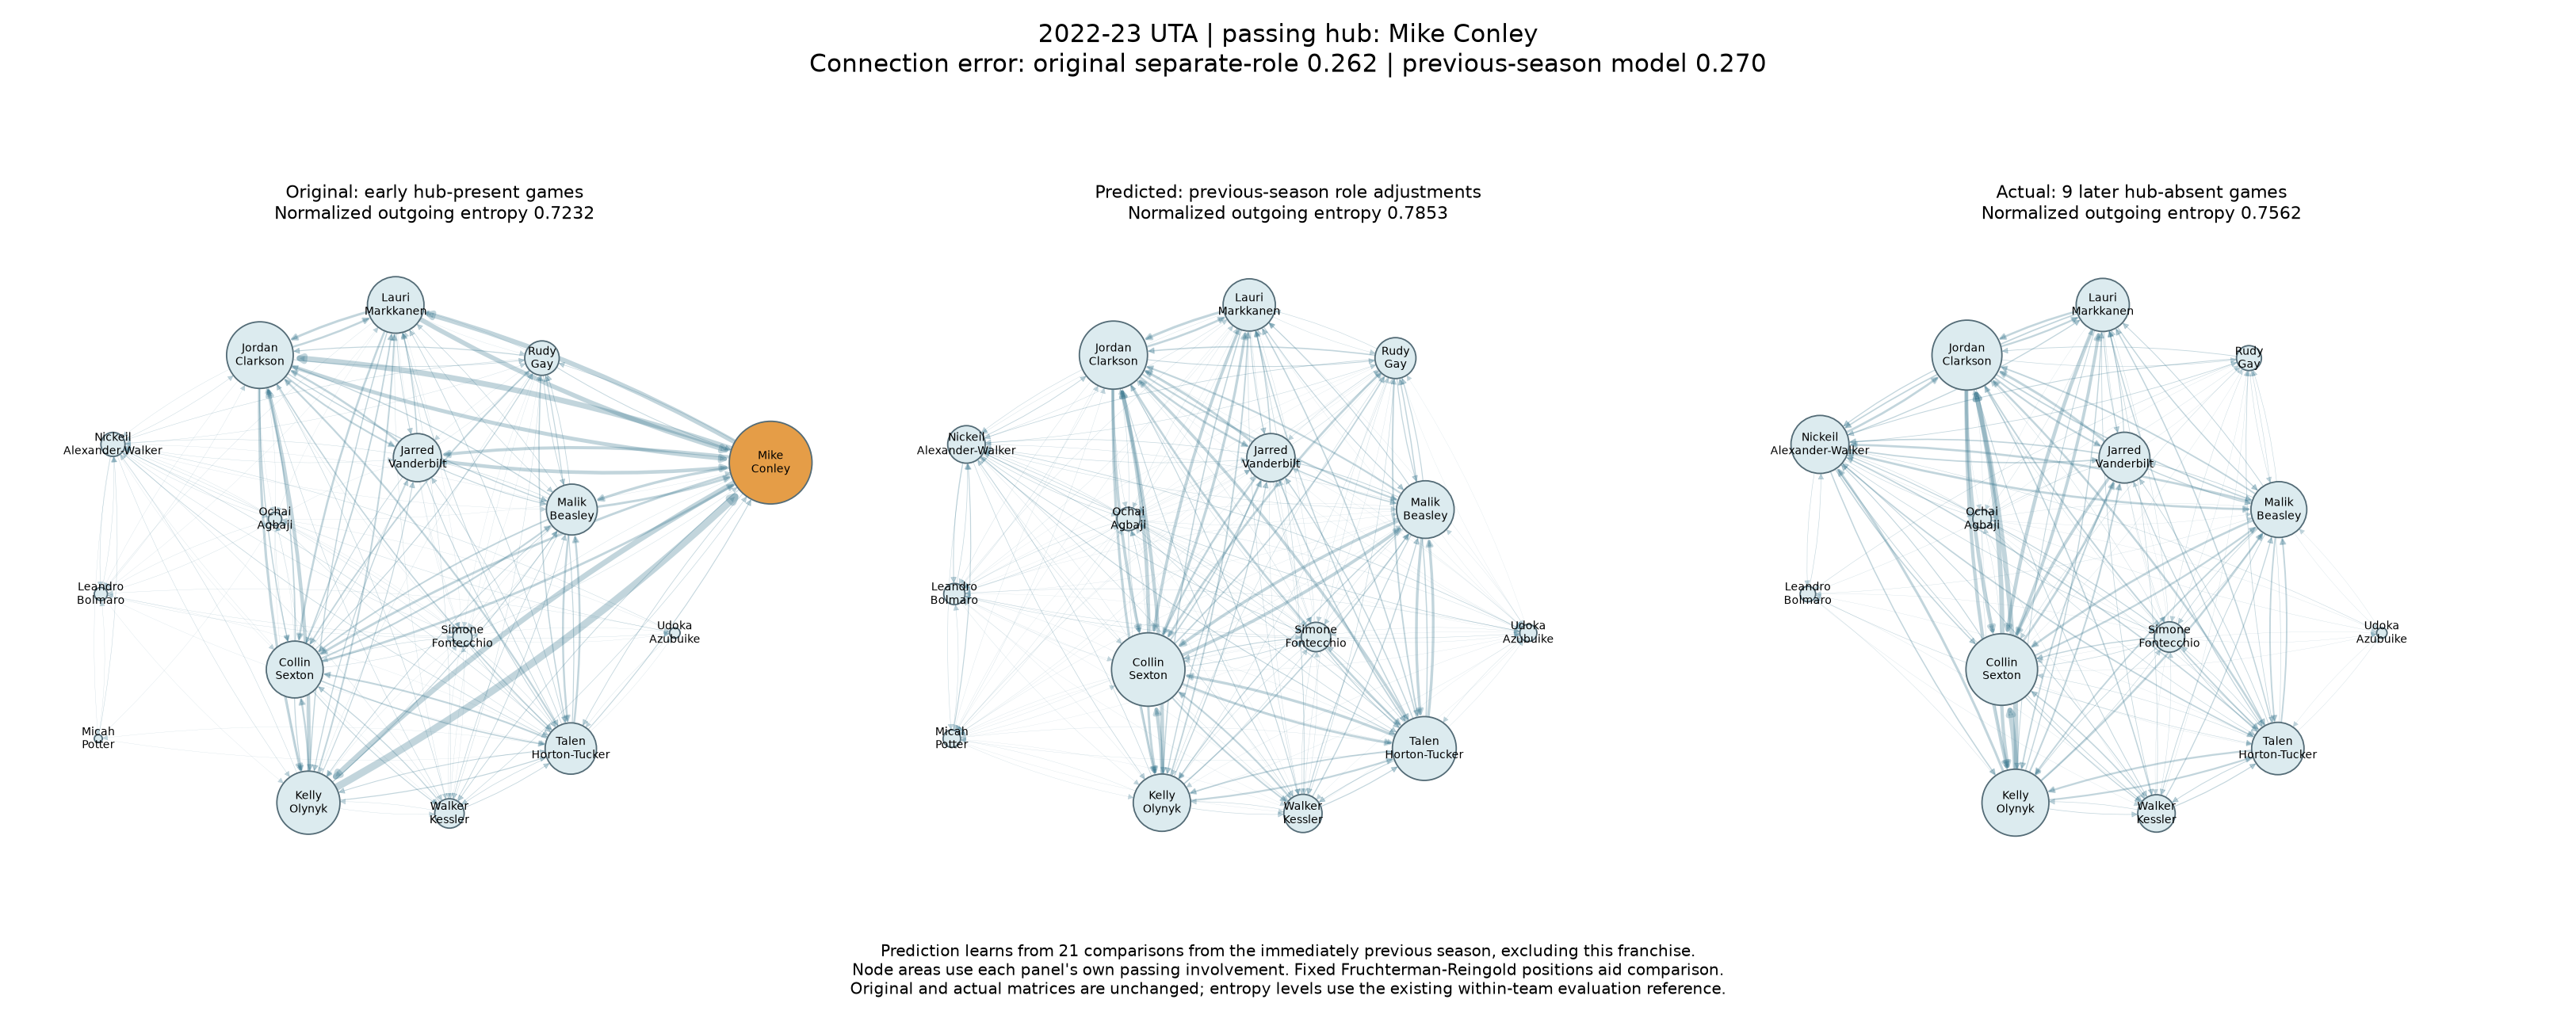 2022-23 UTA | passing hub: Mike Conley
Connection error: original separate-role 0.262 | previous-season model 0.270
Original: early hub-present games
Normalized outgoing entropy 0.7232
Lauri
Markkanen
Jordan
Clarkson
Rudy
Gay
Nickeil
Alexander-Walker
Jarred
Vanderbilt
Mike
Conley
Malik
Beasley
Ochai
Agbaji
Leandro
Bolmaro
Simone
Fontecchio
Udoka
Azubuike
Collin
Sexton
Micah
Potter
Talen
Horton-Tucker
Kelly
Olynyk
Walker
Kessler
Predicted: previous-season role adjustments
Normalized outgoing entropy 0.7853
Lauri
Markkanen
Jordan
Clarkson
Rudy
Gay
Nickeil
Alexander-Walker
Jarred
Vanderbilt
Malik
Beasley
Ochai
Agbaji
Leandro
Bolmaro
Simone
Fontecchio
Udoka
Azubuike
Collin
Sexton
Micah
Potter
Talen
Horton-Tucker
Kelly
Olynyk
Walker
Kessler
Actual: 9 later hub-absent games
Normalized outgoing entropy 0.7562
Lauri
Markkanen
Jordan
Clarkson
Rudy
Gay
Nickeil
Alexander-Walker
Jarred
Vanderbilt
Malik
Beasley
Ochai
Agbaji
Leandro
Bolmaro
Simone
Fontecchio
Udoka
Azubuike
Collin
Sexton
Talen
Horton-Tucker
Kelly
Olynyk
Walker
Kessler
Prediction learns from 21 comparisons from the immediately previous season, excluding this franchise.
Node areas use each panel's own passing involvement. Fixed Fruchterman-Reingold positions aid comparison.
Original and actual matrices are unchanged; entropy levels use the existing within-team evaluation reference.